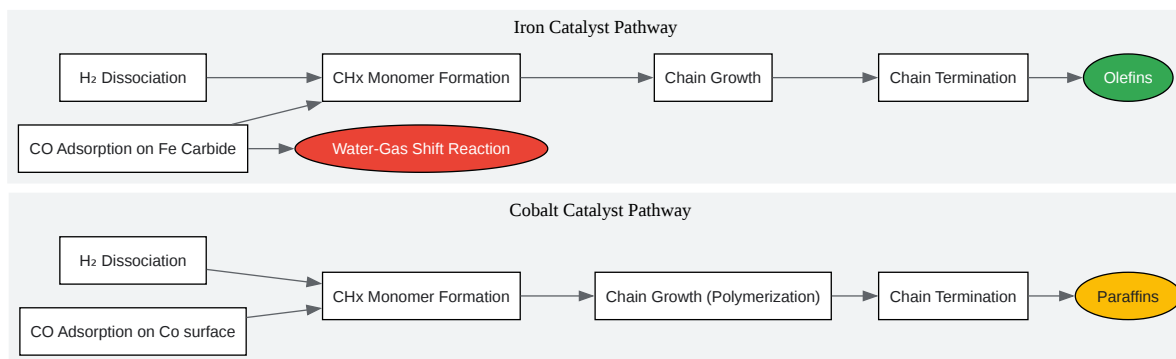 Iron Catalyst Pathway
H₂ Dissociation
CHx Monomer Formation
Chain Growth
Chain Termination
Olefins
CO Adsorption on Fe Carbide
Water-Gas Shift Reaction
Cobalt Catalyst Pathway
H₂ Dissociation
CHx Monomer Formation
Chain Growth (Polymerization)
Chain Termination
Paraffins
CO Adsorption on Co surface